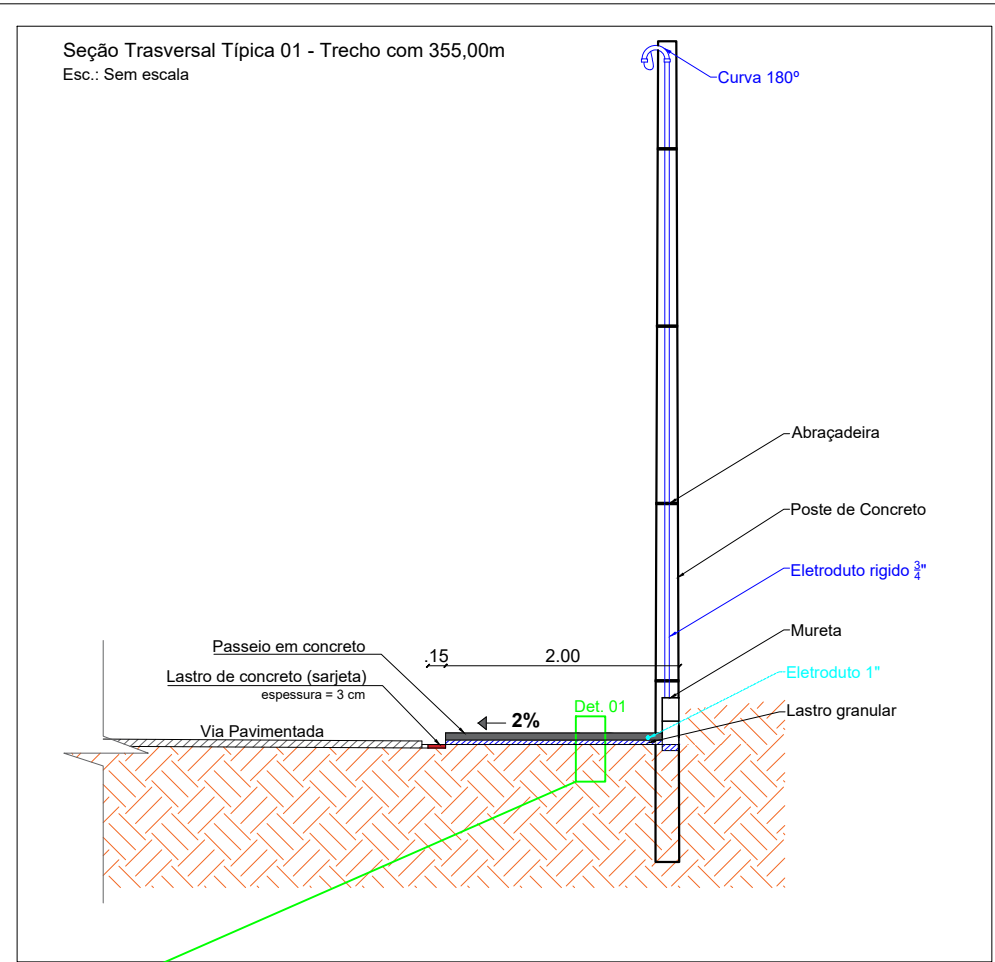 Seção Trasversal Típica 01 - Trecho com 355,00m
Esc.: Sem escala
Curva 180º
Abraçadeira
Poste de Concreto
Eletroduto rigido 3/4"
Mureta
Passeio em concreto
.15
2.00
Lastro de concreto (sarjeta)
espessura = 3 cm
Eletroduto 1"
Det. 01
Lastro granular
2%
Via Pavimentada